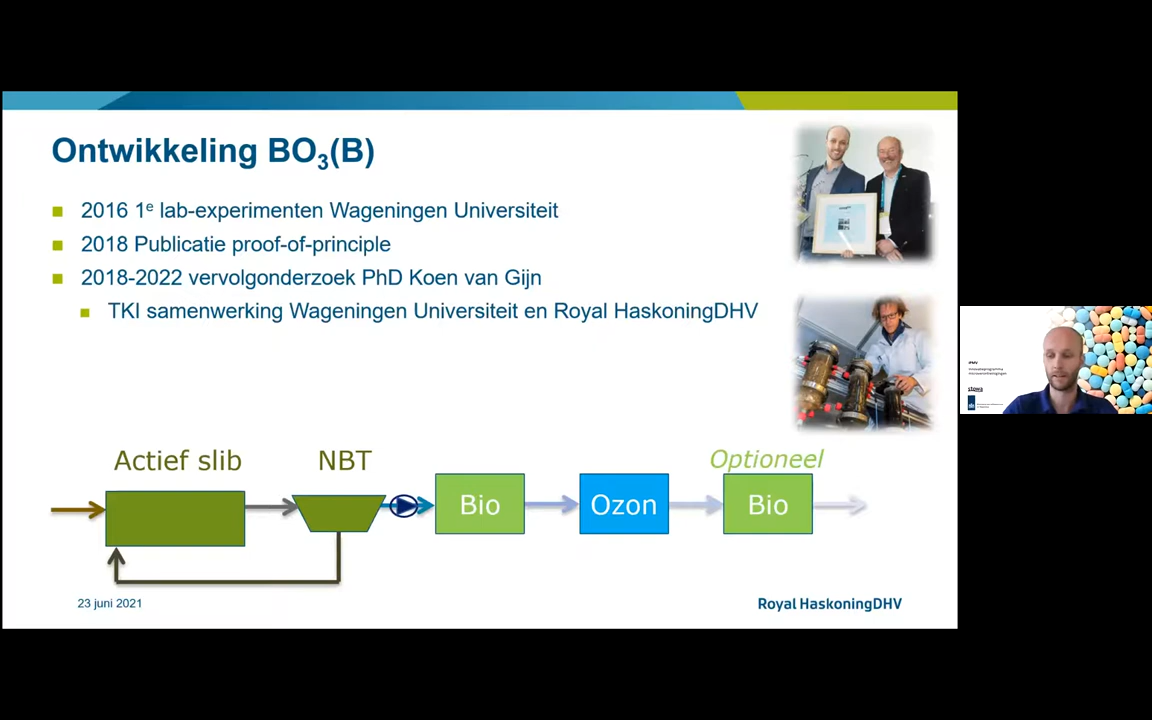 Ontwikkeling BO₃(B)
2016 1ᵉ lab-experimenten Wageningen Universiteit
2018 Publicatie proof-of-principle
2018-2022 vervolgonderzoek PhD Koen van Gijn
TKI samenwerking Wageningen Universiteit en Royal HaskoningDHV
Actief slib
NBT
Optioneel
Bio
Ozon
Bio
23 juni 2021
Royal HaskoningDHV
stowa